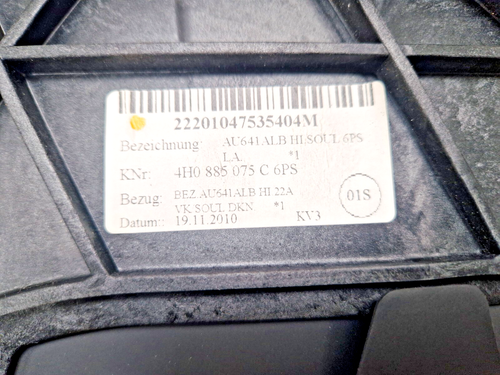 22201047535404M
Bezeichnung: AU641ALB HI.SOUL 6PS
LA. *1
KNr: 4H0 885 075 C 6PS
Bezug: BEZ.AU641ALB HI 22A
VK SOUL DKN. *1
01S
Datum: 19.11.2010 KV3